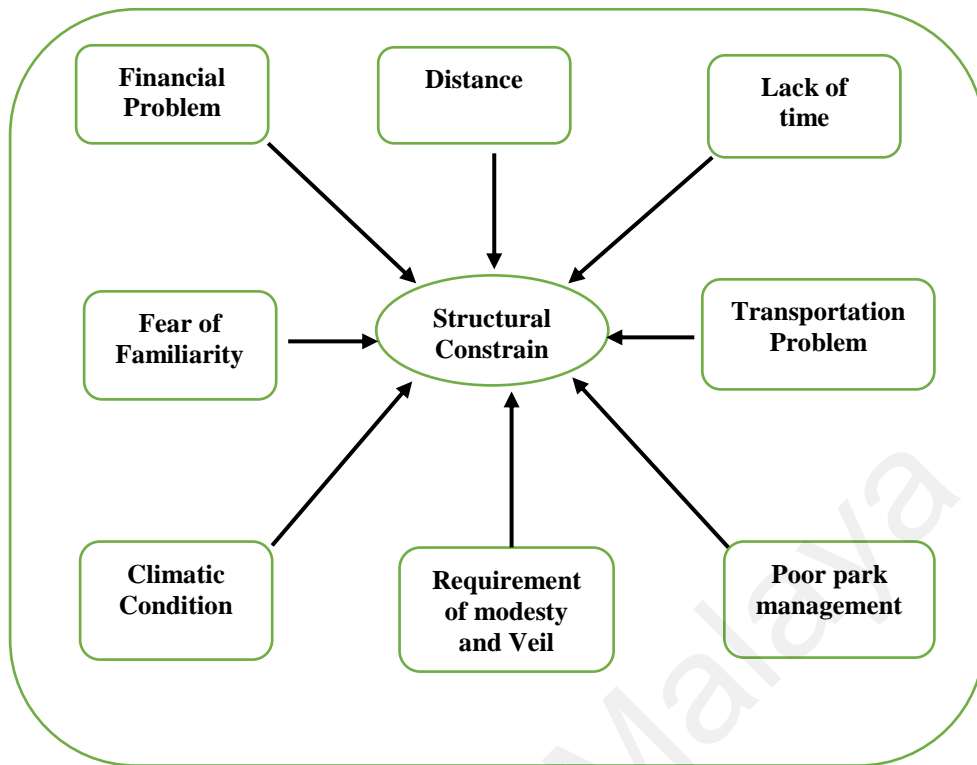 Financial
Problem
Distance
Lack of
time
Fear of
Familiarity
Structural
Constrain
Transportation
Problem
Climatic
Condition
Requirement
of modesty
and Veil
Poor park
management
Malaya